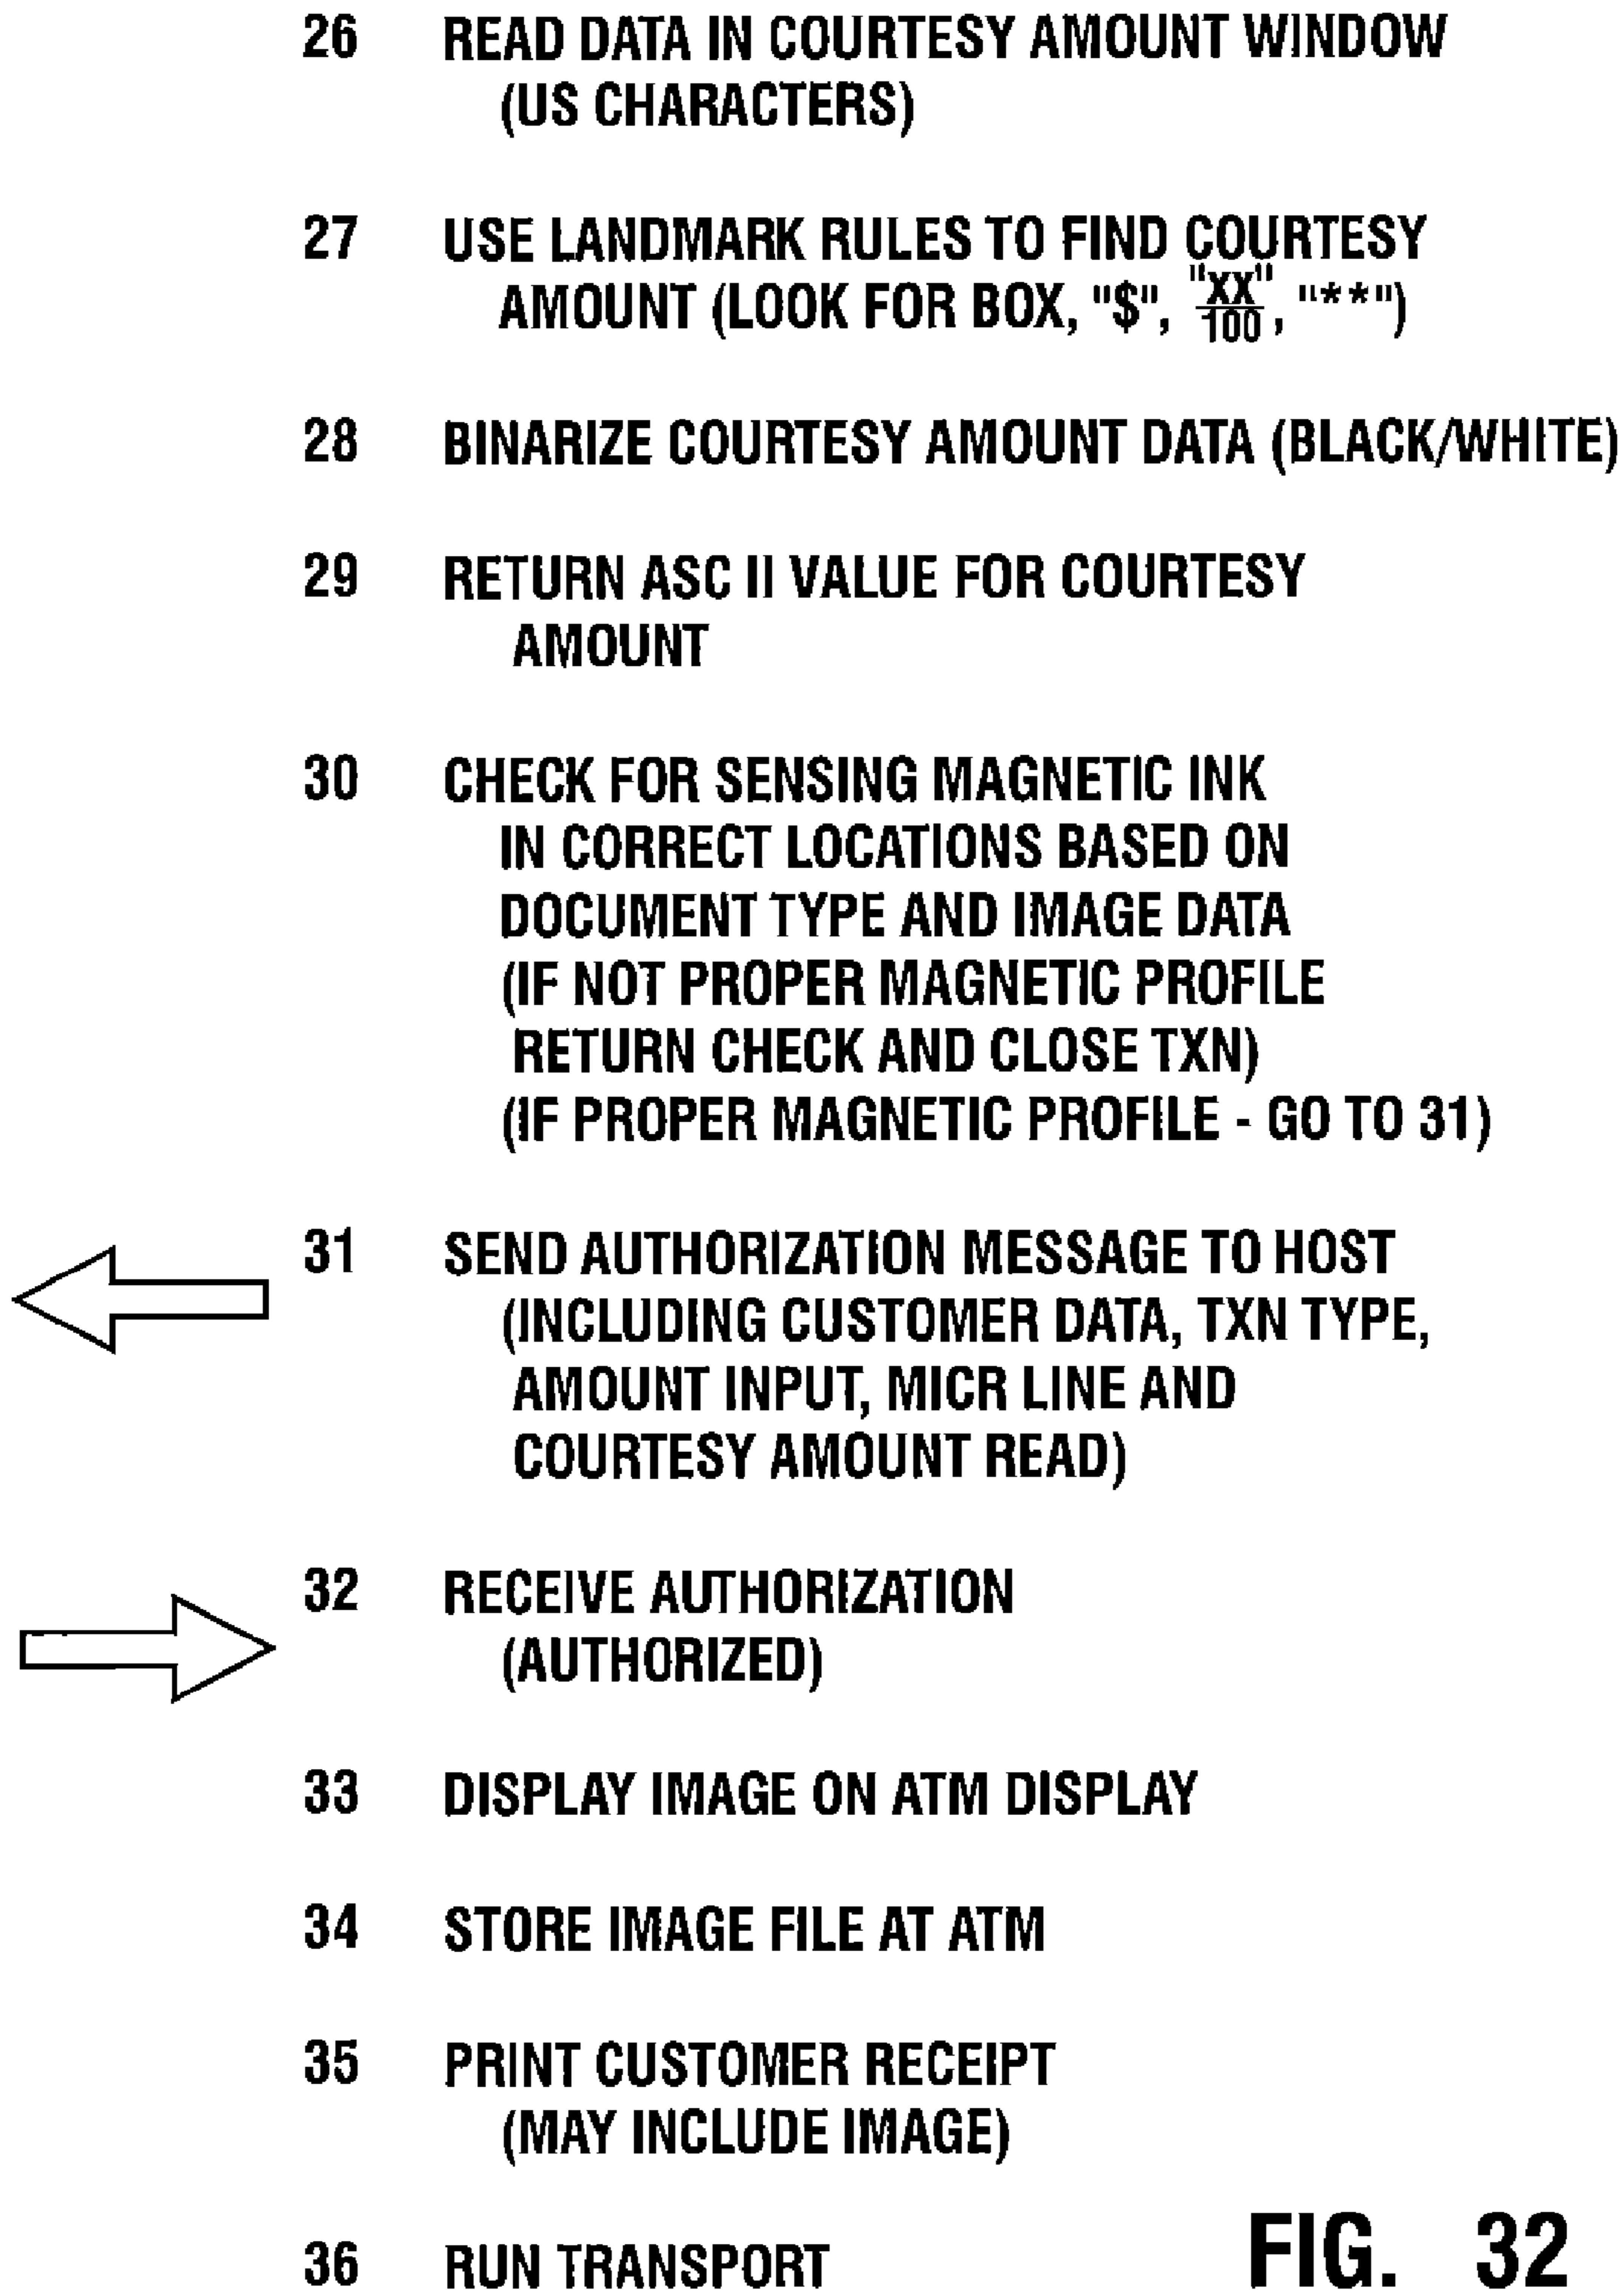 26 READ DATA IN COURTESY AMOUNT WINDOW
(US CHARACTERS)
27 USE LANDMARK RULES TO FIND COURTESY
AMOUNT (LOOK FOR BOX, "$", "XX"/100, "**")
28 BINARIZE COURTESY AMOUNT DATA (BLACK/WHITE)
29 RETURN ASC II VALUE FOR COURTESY
AMOUNT
30 CHECK FOR SENSING MAGNETIC INK
IN CORRECT LOCATIONS BASED ON
DOCUMENT TYPE AND IMAGE DATA
(IF NOT PROPER MAGNETIC PROFILE
RETURN CHECK AND CLOSE TXN)
(IF PROPER MAGNETIC PROFILE - GO TO 31)
31 SEND AUTHORIZATION MESSAGE TO HOST
(INCLUDING CUSTOMER DATA, TXN TYPE,
AMOUNT INPUT, MICR LINE AND
COURTESY AMOUNT READ)
32 RECEIVE AUTHORIZATION
(AUTHORIZED)
33 DISPLAY IMAGE ON ATM DISPLAY
34 STORE IMAGE FILE AT ATM
35 PRINT CUSTOMER RECEIPT
(MAY INCLUDE IMAGE)
36 RUN TRANSPORT
FIG. 32